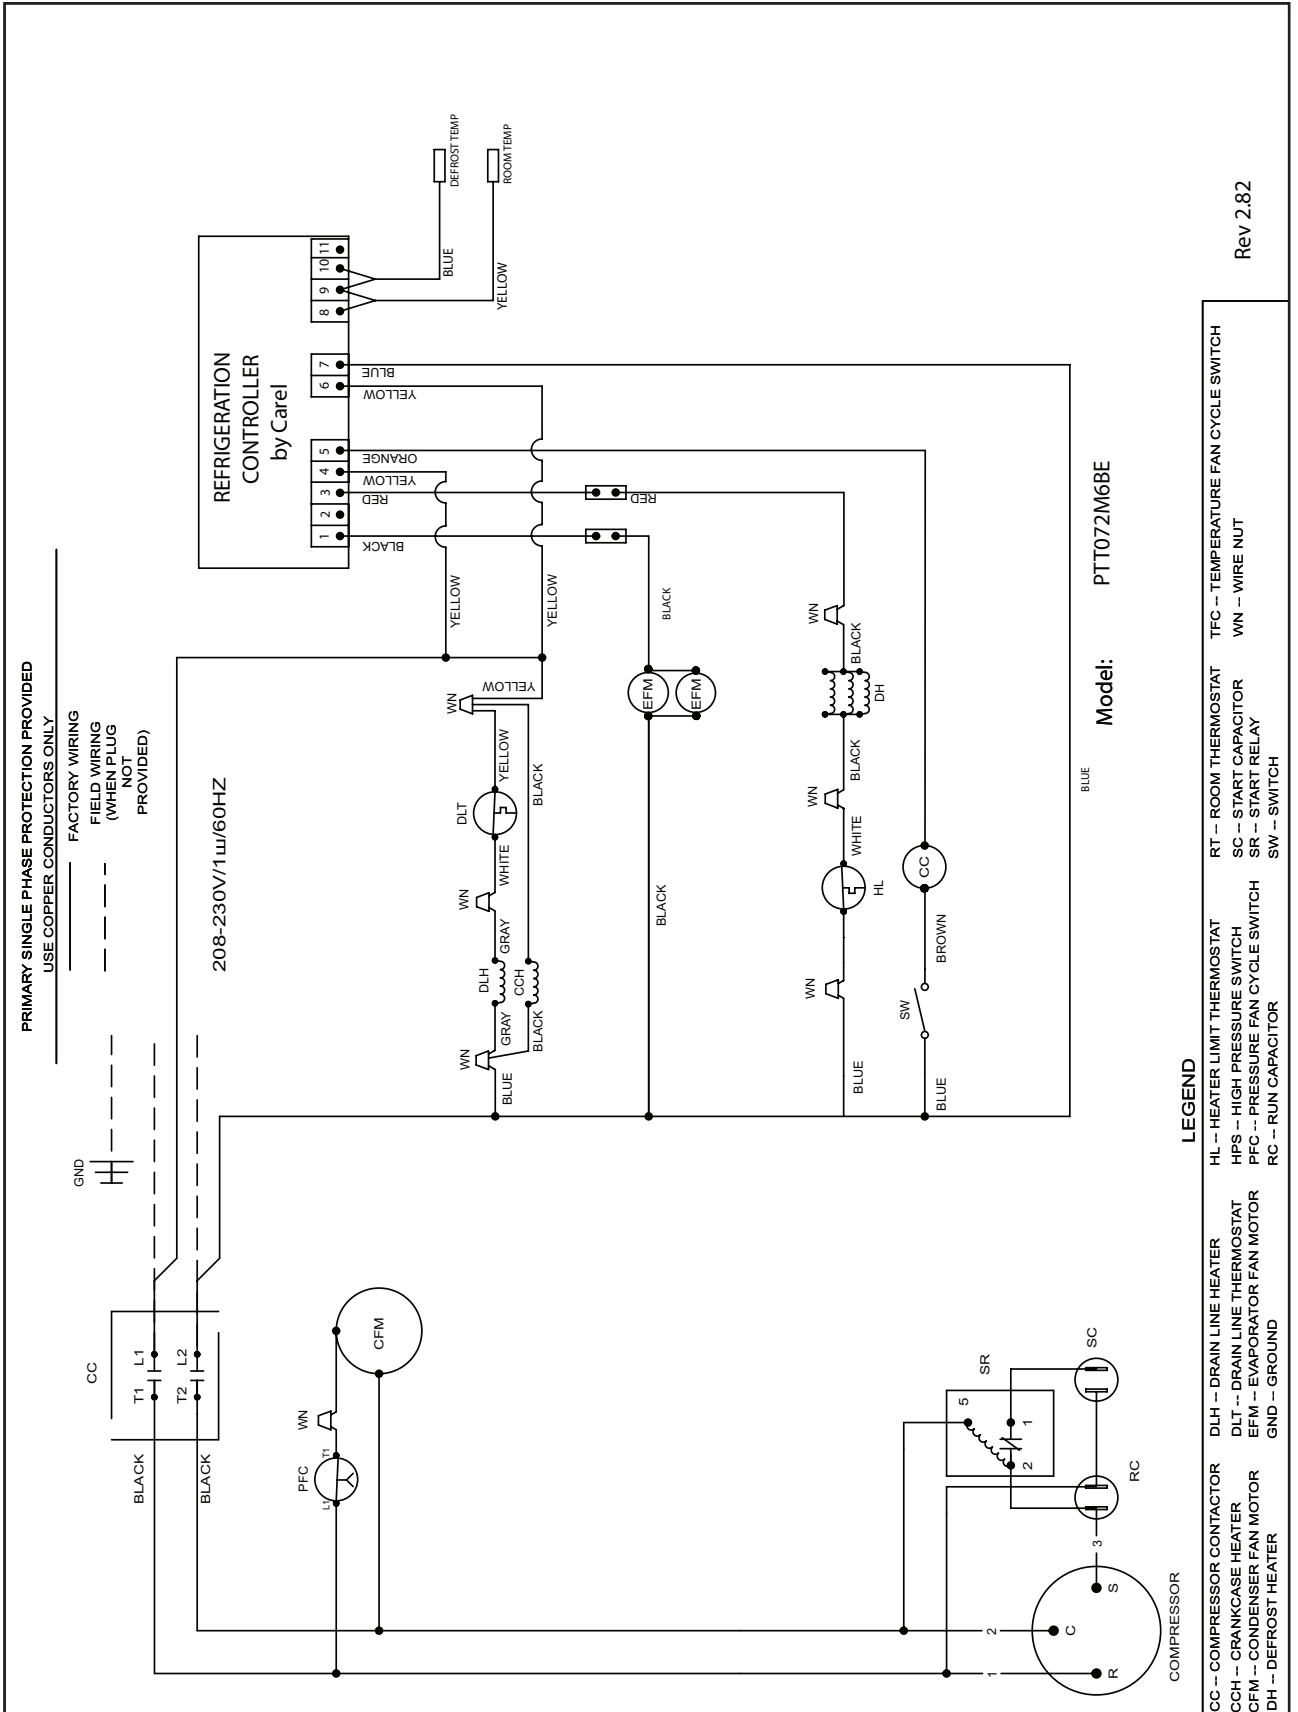 PRIMARY SINGLE PHASE PROTECTION PROVIDED
USE COPPER CONDUCTORS ONLY
FACTORY WIRING
FIELD WIRING
(WHEN PLUG
NOT
PROVIDED)
208-230V/1ш/60HZ
GND
CC
T1
L1
T2
L2
BLACK
BLACK
PFC
L1
T1
WN
CFM
REFRIGERATION
CONTROLLER
by Carel
1
2
3
4
5
6
7
8
9
10
11
BLACK
RED
YELLOW
ORANGE
YELLOW
BLUE
YELLOW
BLUE
DEFROST TEMP
ROOM TEMP
YELLOW
YELLOW
RED
BLACK
WN
YELLOW
YELLOW
BLACK
DLT
WHITE
WN
GRAY
DLH
CCH
GRAY
BLACK
WN
BLUE
EFM
EFM
BLACK
WN
BLACK
DH
BLACK
WN
WHITE
HL
WN
BLUE
CC
BROWN
SW
BLUE
BLUE
SR
5
1
2
SC
RC
3
1
2
R
C
S
COMPRESSOR
Model:
PTT072M6BE
Rev 2.82
LEGEND
CC -- COMPRESSOR CONTACTOR
CCH -- CRANKCASE HEATER
CFM -- CONDENSER FAN MOTOR
DH -- DEFROST HEATER
DLH -- DRAIN LINE HEATER
DLT -- DRAIN LINE THERMOSTAT
EFM -- EVAPORATOR FAN MOTOR
GND -- GROUND
HL -- HEATER LIMIT THERMOSTAT
HPS -- HIGH PRESSURE SWITCH
PFC -- PRESSURE FAN CYCLE SWITCH
RC -- RUN CAPACITOR
RT -- ROOM THERMOSTAT
SC -- START CAPACITOR
SR -- START RELAY
SW -- SWITCH
TFC -- TEMPERATURE FAN CYCLE SWITCH
WN -- WIRE NUT